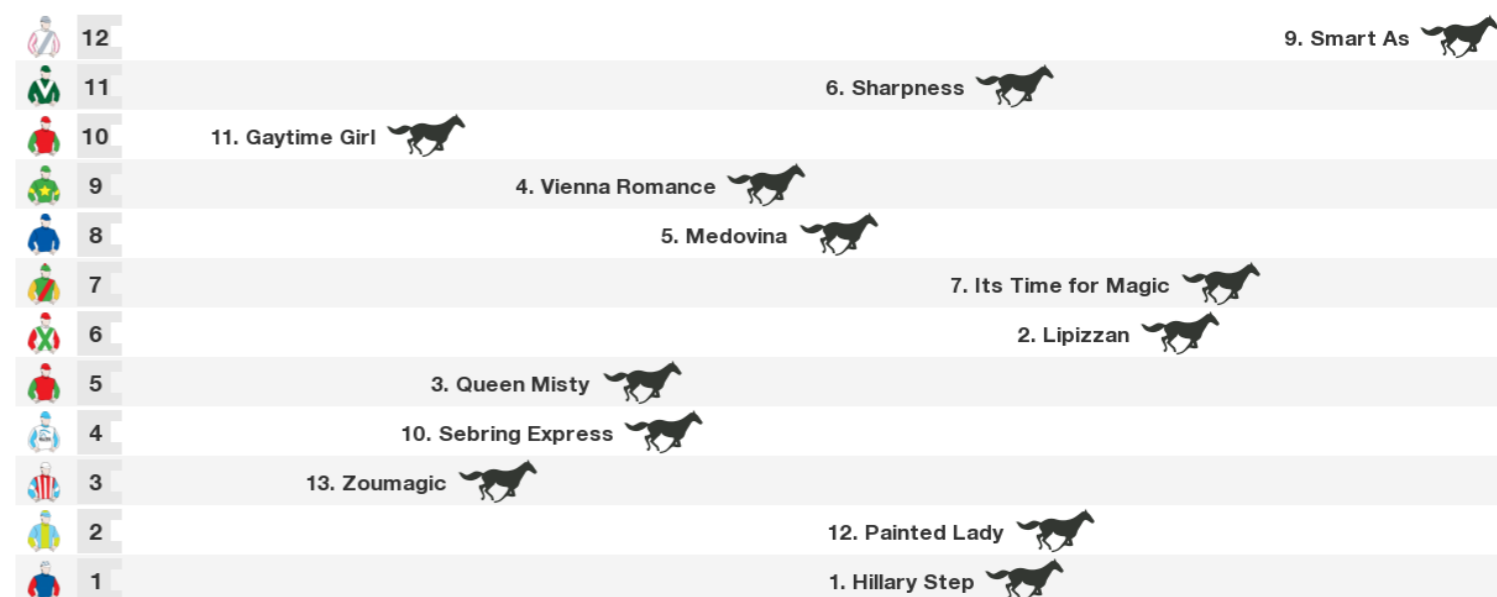 12 9. Smart As
11 6. Sharpness
10 11. Gaytime Girl
9 4. Vienna Romance
8 5. Medovina
7 7. Its Time for Magic
6 2. Lipizzan
5 3. Queen Misty
4 10. Sebring Express
3 13. Zoumagic
2 12. Painted Lady
1 1. Hillary Step